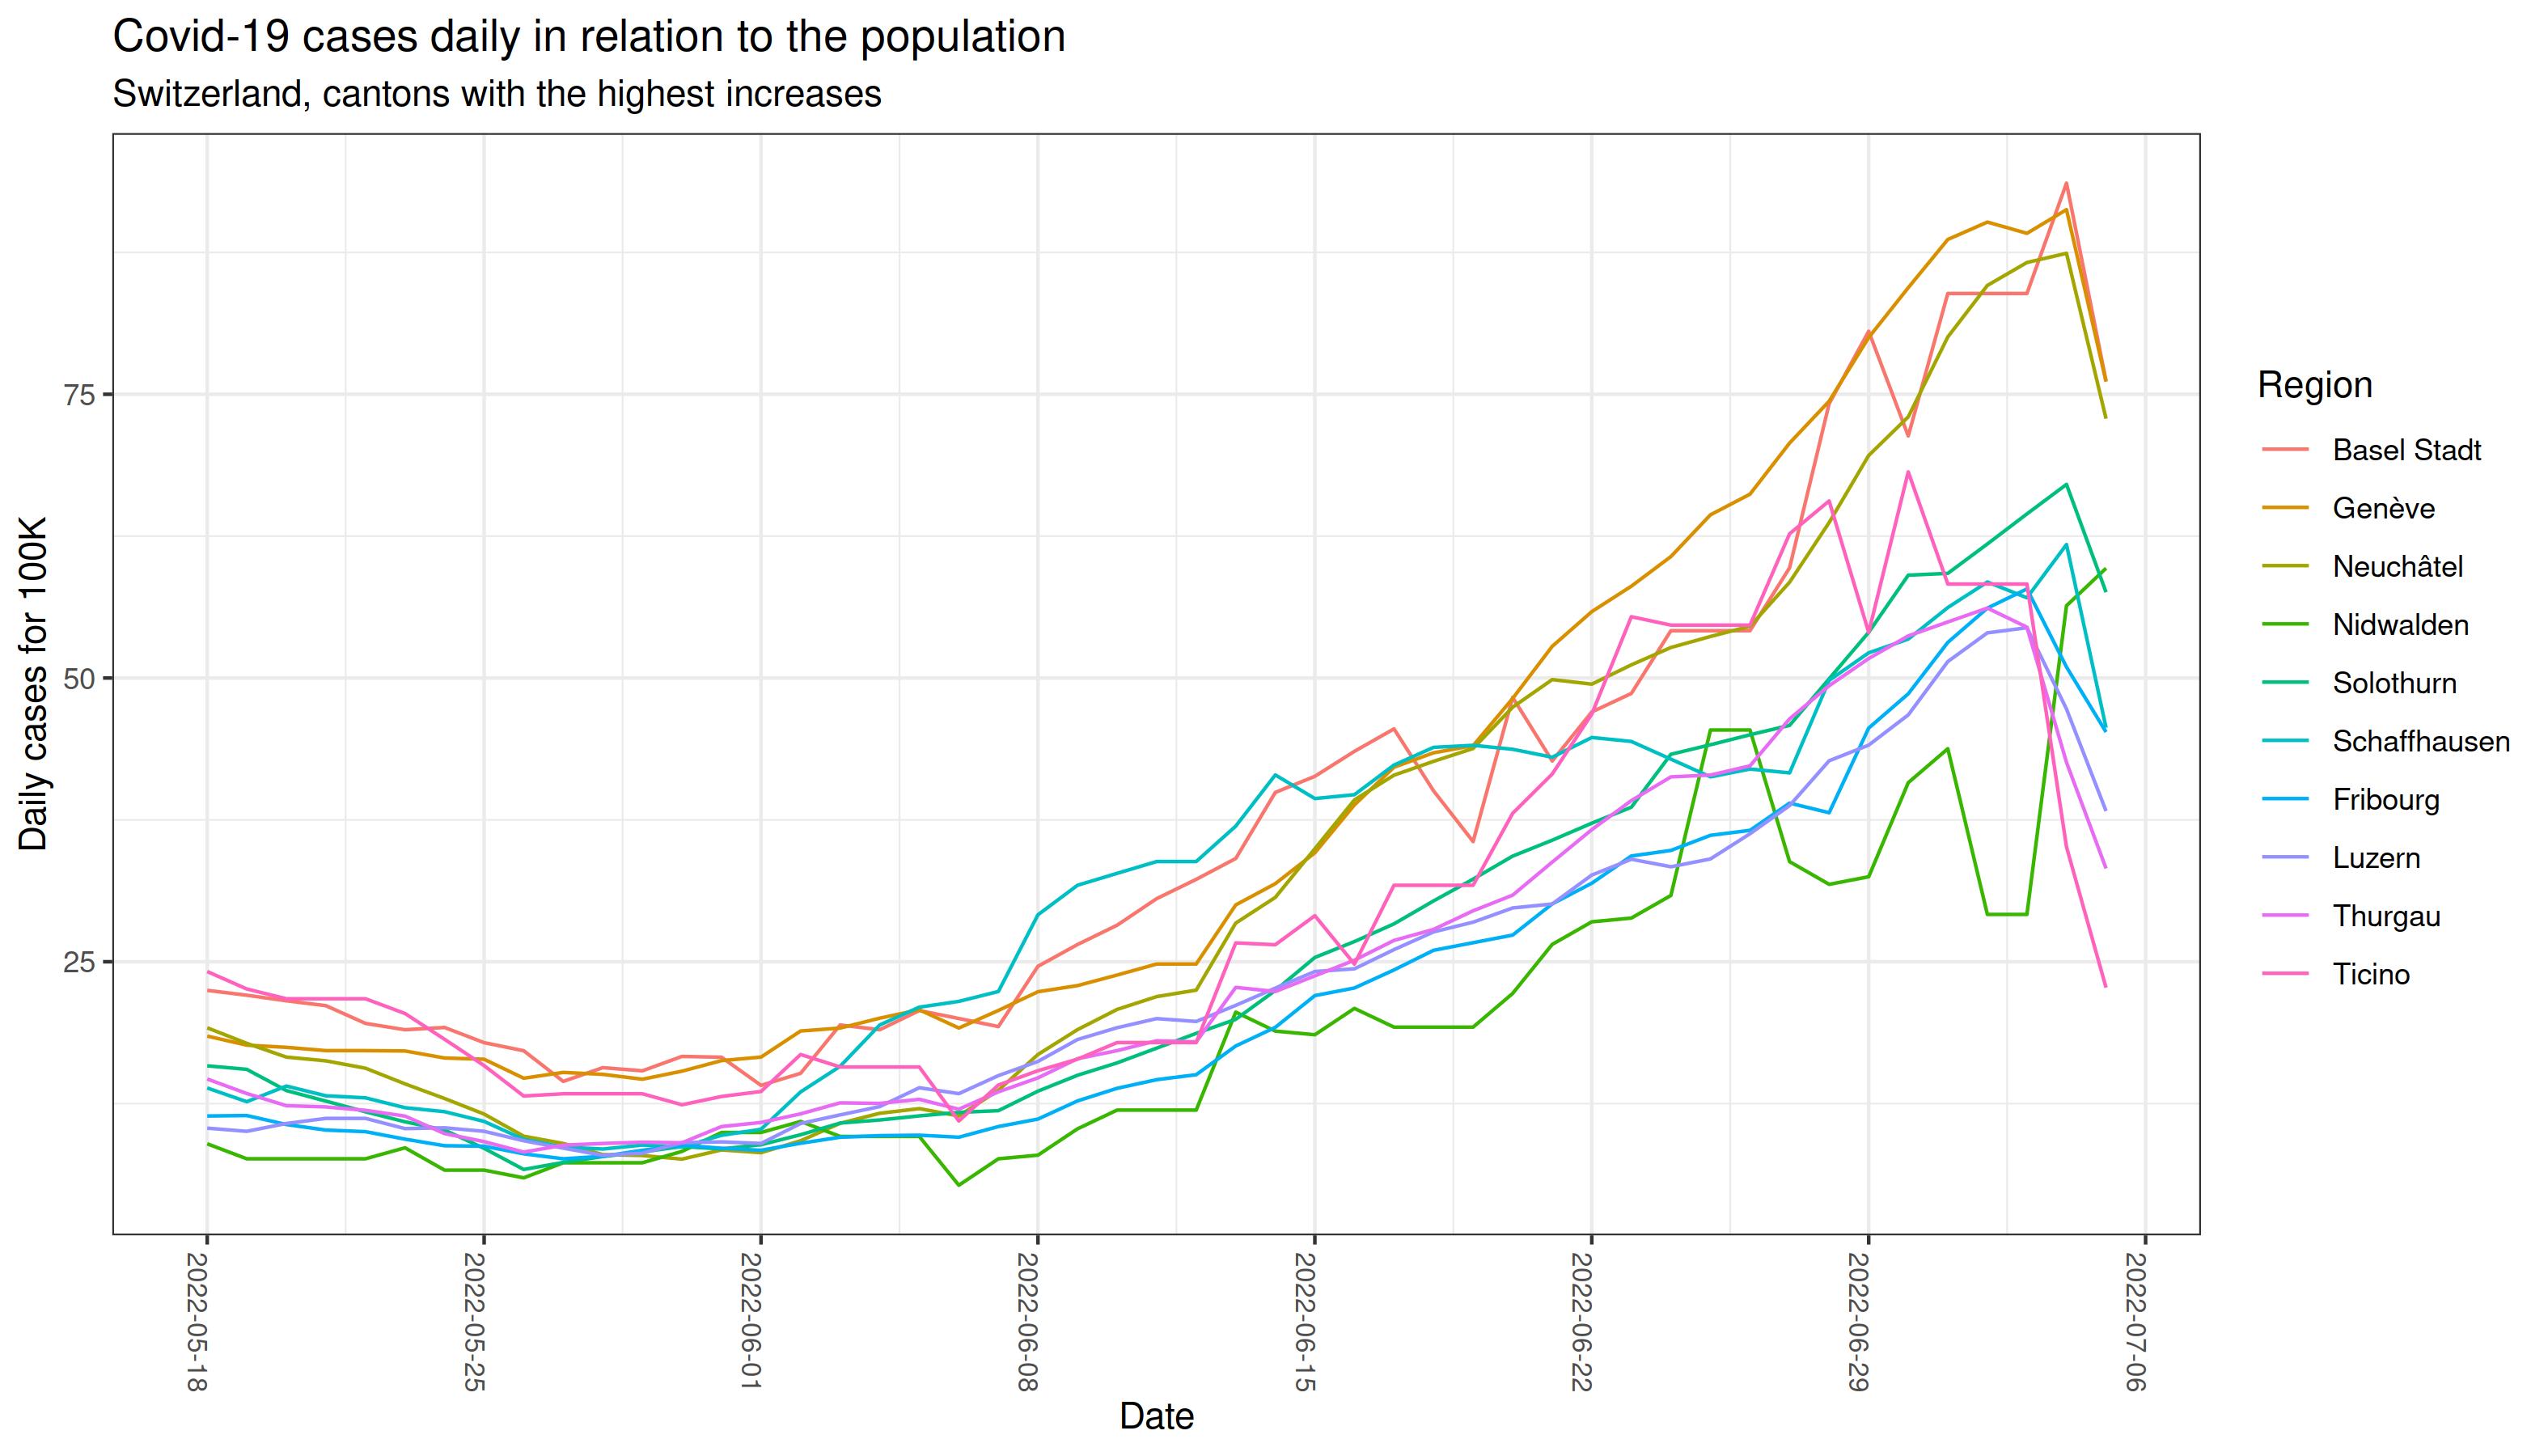 Covid-19 cases daily in relation to the population
Switzerland, cantons with the highest increases
Daily cases for 100K
75
50
25
2022-05-18
2022-05-25
2022-06-01
2022-06-08
2022-06-15
2022-06-22
2022-06-29
2022-07-06
Date
Region
Basel Stadt
Genève
Neuchâtel
Nidwalden
Solothurn
Schaffhausen
Fribourg
Luzern
Thurgau
Ticino